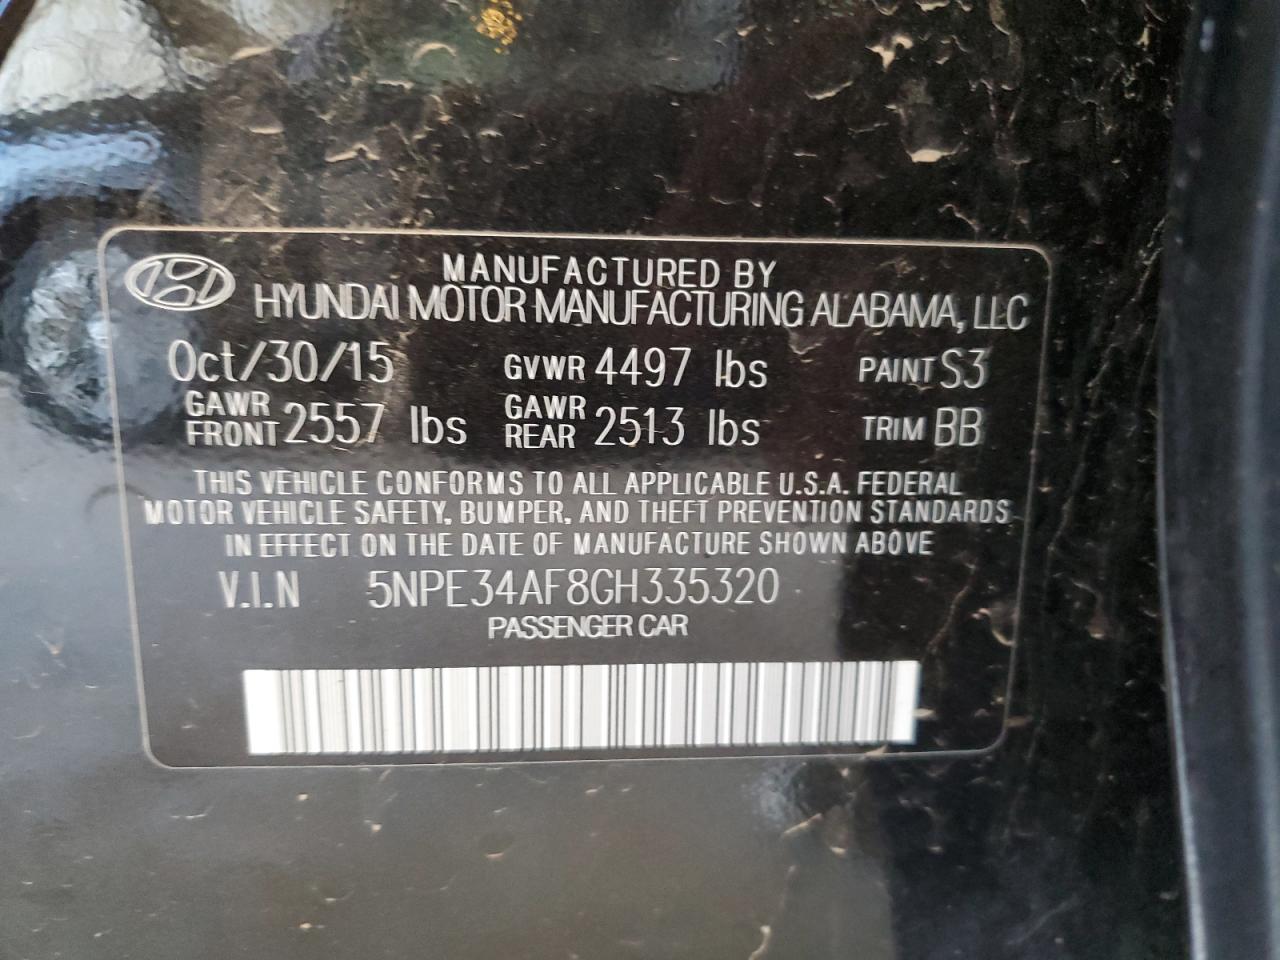 MANUFACTURED BY
HYUNDAI MOTOR MANUFACTURING ALABAMA, LLC
Oct/30/15 GVWR 4497 lbs PAINT S3
GAWR FRONT 2557 lbs GAWR REAR 2513 lbs TRIM BB
THIS VEHICLE CONFORMS TO ALL APPLICABLE U.S.A. FEDERAL
MOTOR VEHICLE SAFETY, BUMPER, AND THEFT PREVENTION STANDARDS
IN EFFECT ON THE DATE OF MANUFACTURE SHOWN ABOVE
V.I.N 5NPE34AF8GH335320
PASSENGER CAR